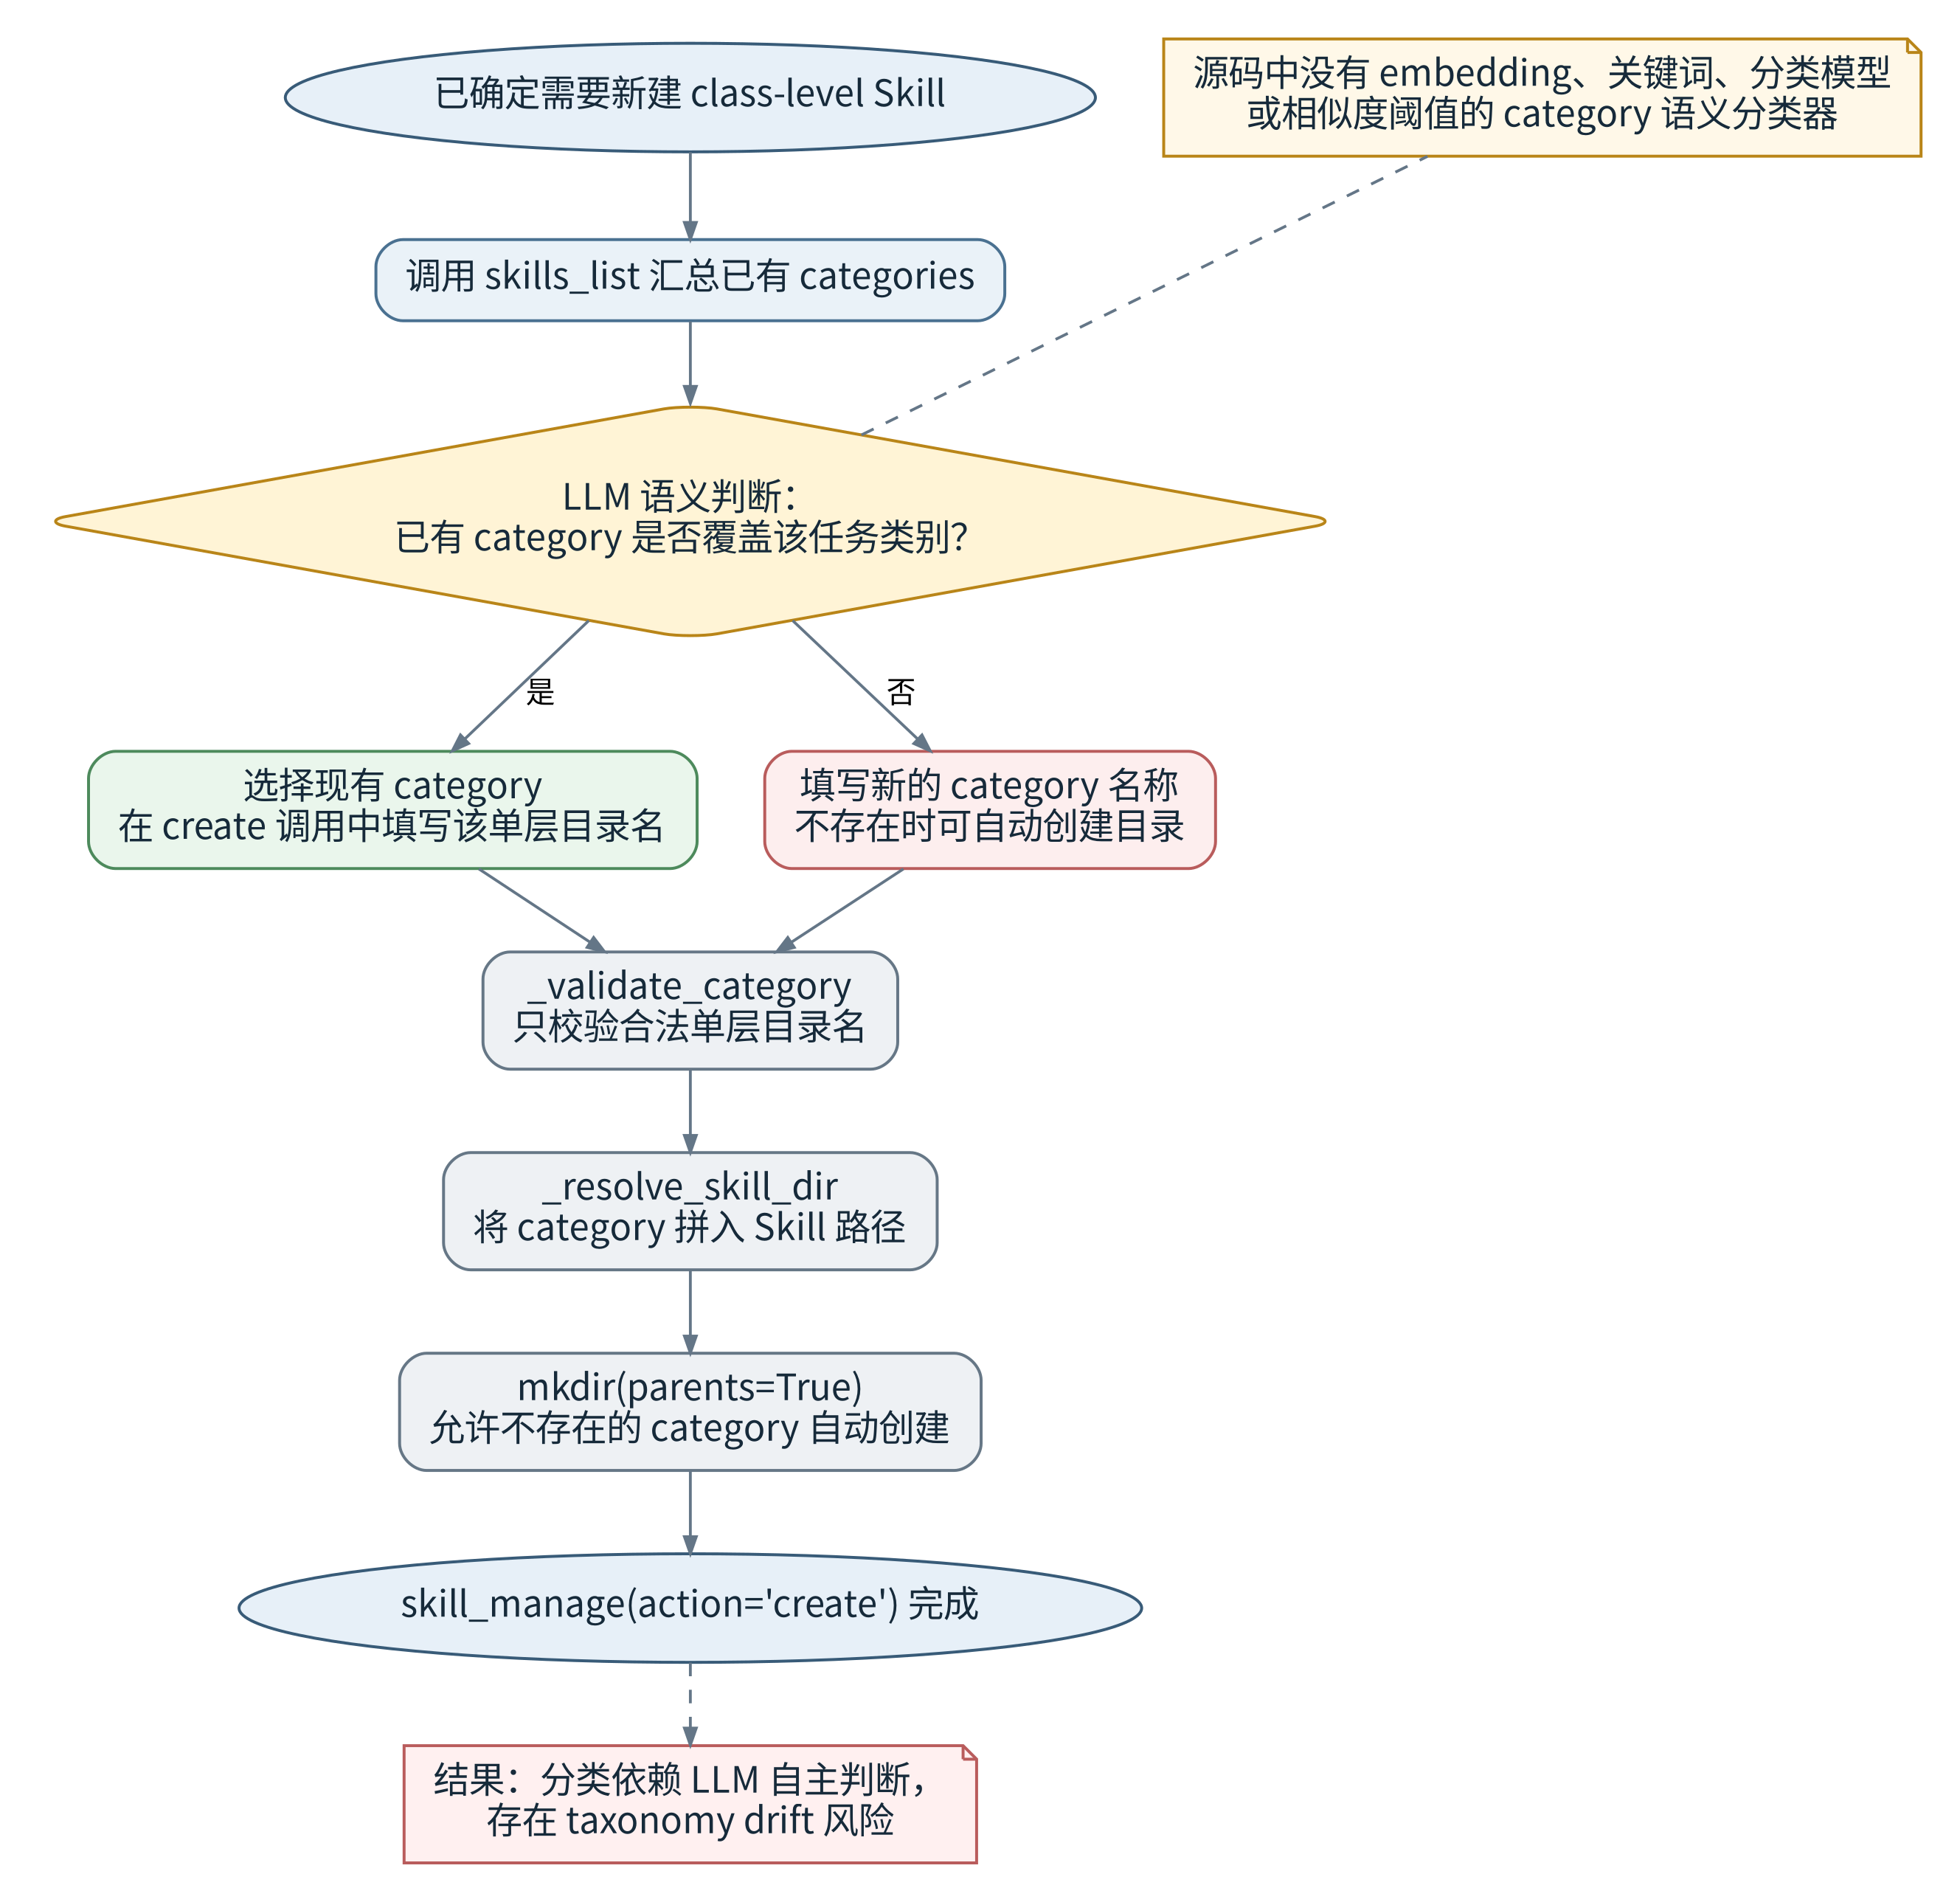 已确定需要新建 class-level Skill
源码中没有 embedding、关键词、分类模型
或相似度阈值的 category 语义分类器
调用 skills_list 汇总已有 categories
LLM 语义判断：
已有 category 是否覆盖该任务类别？
是
否
选择现有 category
在 create 调用中填写该单层目录名
填写新的 category 名称
不存在时可自动创建目录
_validate_category
只校验合法单层目录名
_resolve_skill_dir
将 category 拼入 Skill 路径
mkdir(parents=True)
允许不存在的 category 自动创建
skill_manage(action='create') 完成
结果：分类依赖 LLM 自主判断，
存在 taxonomy drift 风险